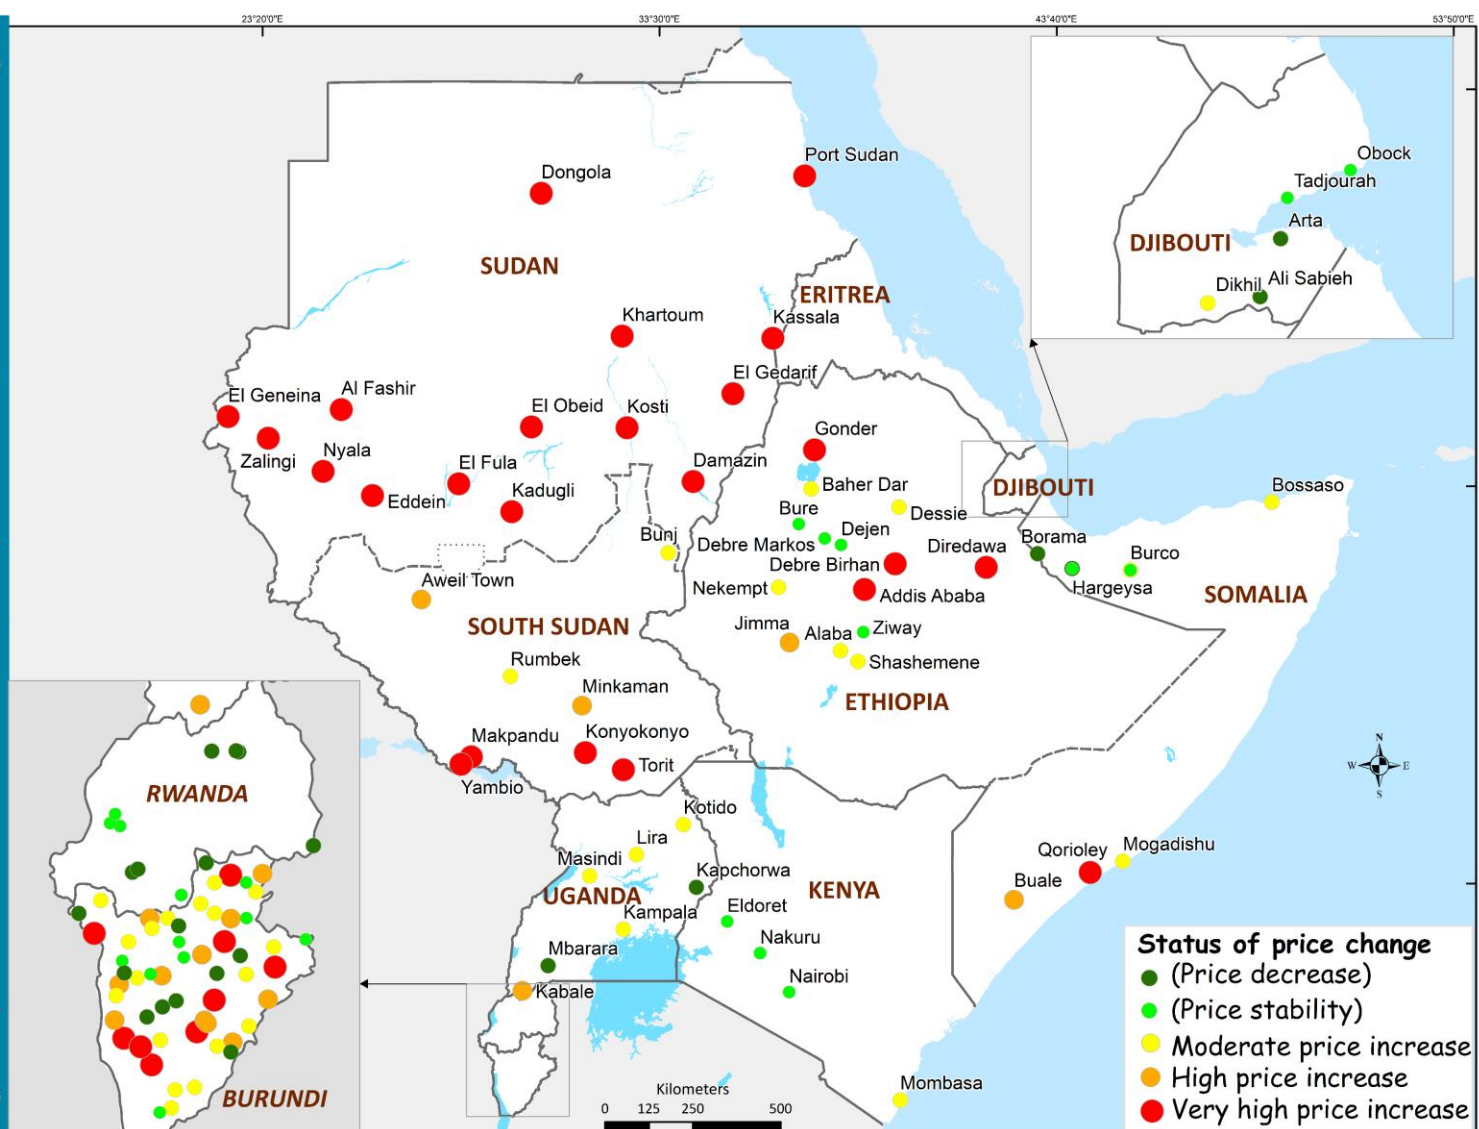 23°20'0"E
33°30'0"E
43°40'0"E
53°50'0"E
Port Sudan
Dongola
SUDAN
ERITREA
Khartoum
Kassala
El Gedarif
El Geneina
Al Fashir
El Obeid
Kosti
Zalingi
Nyala
El Fula
Damazin
Eddein
Kadugli
Gonder
Baher Dar
Dessie
Bure
Dejen
Debre Markos
Debre Birhan
Diredawa
Nekempt
Addis Ababa
Jimma
Alaba
Ziway
Shashemene
ETHIOPIA
DJIBOUTI
Obock
Tadjourah
Arta
DJIBOUTI
Dikhil
Ali Sabieh
Bossaso
Borama
Burco
Hargeysa
SOMALIA
Bunj
Aweil Town
SOUTH SUDAN
Rumbek
Minkaman
Makpandu
Konyokonyo
Torit
Yambio
Kotido
Lira
Masindi
Kapchorwa
UGANDA
Kampala
Mbarara
Kabale
KENYA
Eldoret
Nakuru
Nairobi
Mombasa
Qorioley
Mogadishu
Buale
RWANDA
BURUNDI
N
W
E
S
Kilometers
0 125 250 500
Status of price change
(Price decrease)
(Price stability)
Moderate price increase
High price increase
Very high price increase